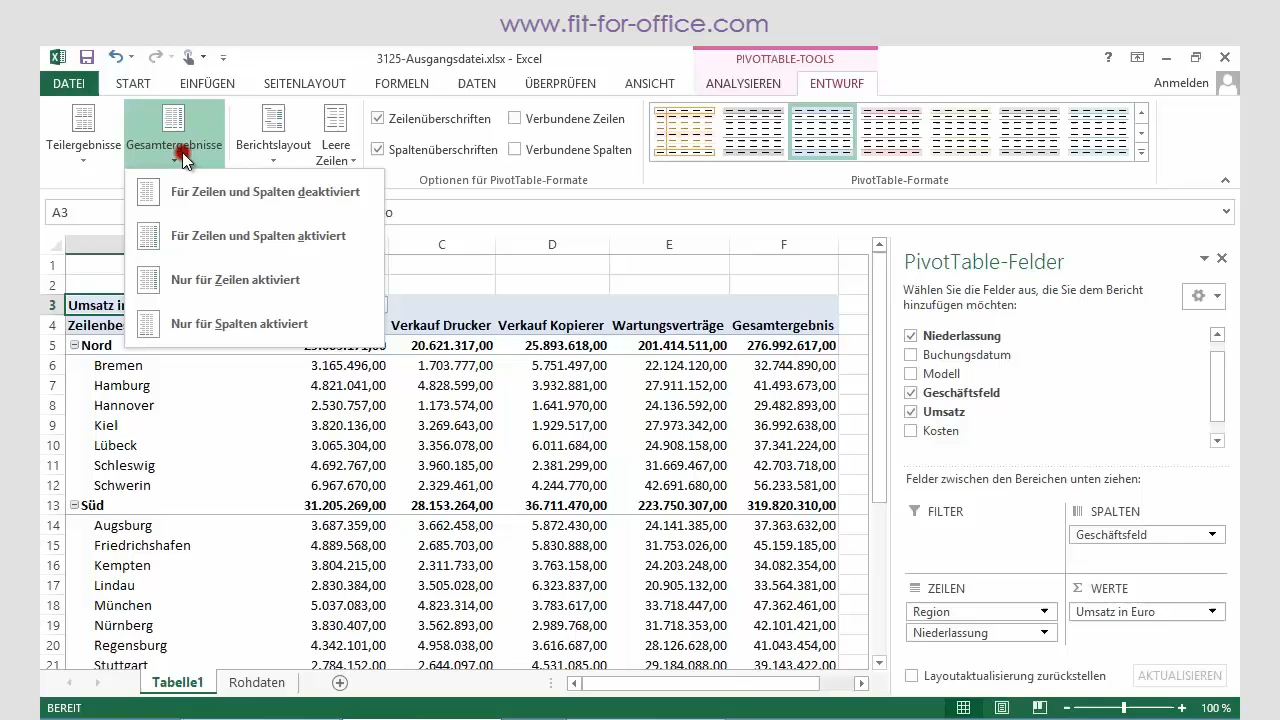 www.fit-for-office.com
3125-Ausgangsdatei.xlsx - Excel
PIVOTTABLE-TOOLS
?
DATEI START EINFÜGEN SEITENLAYOUT FORMELN DATEN ÜBERPRÜFEN ANSICHT ANALYSIEREN ENTWURF Anmelden
Teilergebnisse Gesamtergebnisse Berichtslayout Leere Zeilen
Zeilenüberschriften Verbundene Zeilen
Spaltenüberschriften Verbundene Spalten
Optionen für PivotTable-Formate PivotTable-Formate
Für Zeilen und Spalten deaktiviert
Für Zeilen und Spalten aktiviert
Nur für Zeilen aktiviert
Nur für Spalten aktiviert
A3 o
C D E F
1
2
3 Umsatz in
4 Zeilenbe Verkauf Drucker Verkauf Kopierer Wartungsverträge Gesamtergebnis
5 Nord 20.621.317,00 25.893.618,00 201.414.511,00 276.992.617,00
6 Bremen 3.165.496,00 1.703.777,00 5.751.497,00 22.124.120,00 32.744.890,00
7 Hamburg 4.821.041,00 4.828.599,00 3.932.881,00 27.911.152,00 41.493.673,00
8 Hannover 2.530.757,00 1.173.574,00 1.641.970,00 24.136.592,00 29.482.893,00
9 Kiel 3.820.136,00 3.269.643,00 1.929.517,00 27.973.342,00 36.992.638,00
10 Lübeck 3.065.304,00 3.356.078,00 6.011.684,00 24.908.158,00 37.341.224,00
11 Schleswig 4.692.767,00 3.960.185,00 2.381.299,00 31.669.467,00 42.703.718,00
12 Schwerin 6.967.670,00 2.329.461,00 4.244.770,00 42.691.680,00 56.233.581,00
13 Süd 31.205.269,00 28.153.264,00 36.711.470,00 223.750.307,00 319.820.310,00
14 Augsburg 3.687.359,00 3.662.458,00 5.872.430,00 24.141.385,00 37.363.632,00
15 Friedrichshafen 4.889.568,00 2.685.703,00 5.830.888,00 31.753.026,00 45.159.185,00
16 Kempten 3.804.215,00 2.311.733,00 3.763.158,00 24.203.248,00 34.082.354,00
17 Lindau 2.830.384,00 3.505.028,00 6.323.837,00 20.905.132,00 33.564.381,00
18 München 5.037.083,00 4.823.314,00 3.783.617,00 33.718.447,00 47.362.461,00
19 Nürnberg 3.830.407,00 3.562.893,00 2.989.768,00 31.718.353,00 42.101.421,00
20 Regensburg 4.342.101,00 4.958.038,00 3.616.687,00 28.126.628,00 41.043.454,00
21 Stuttgart 2.784.152,00 2.644.097,00 4.531.085,00 29.184.088,00 39.143.422,00
PivotTable-Felder
Wählen Sie die Felder aus, die Sie dem Bericht
hinzufügen möchten:
Niederlassung
Buchungsdatum
Modell
Geschäftsfeld
Umsatz
Kosten
Felder zwischen den Bereichen unten ziehen:
FILTER SPALTEN
Geschäftsfeld
ZEILEN Σ WERTE
Region Umsatz in Euro
Niederlassung
Layoutaktualisierung zurückstellen AKTUALISIEREN
Tabelle1 Rohdaten
BEREIT 100 %